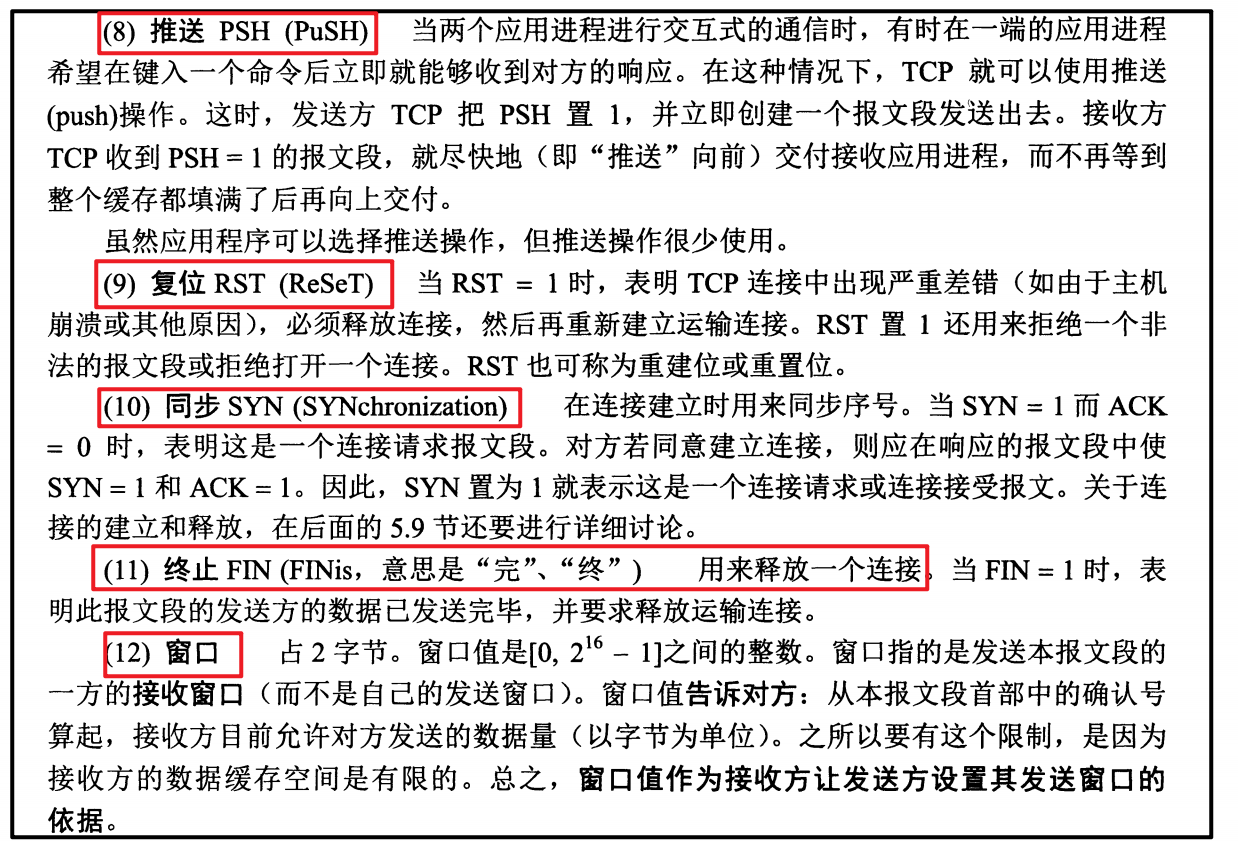 (8) 推送 PSH (PuSH) 当两个应用进程进行交互式的通信时，有时在一端的应用进程
希望在键入一个命令后立即就能够收到对方的响应。在这种情况下，TCP 就可以使用推送
(push)操作。这时，发送方 TCP 把 PSH 置 1，并立即创建一个报文段发送出去。接收方
TCP 收到 PSH = 1 的报文段，就尽快地（即“推送”向前）交付接收应用进程，而不再等到
整个缓存都填满了后再向上交付。
虽然应用程序可以选择推送操作，但推送操作很少使用。
(9) 复位 RST (ReSeT) 当 RST = 1 时，表明 TCP 连接中出现严重差错（如由于主机
崩溃或其他原因），必须释放连接，然后再重新建立运输连接。RST 置 1 还用来拒绝一个非
法的报文段或拒绝打开一个连接。RST 也可称为重建位或重置位。
(10) 同步 SYN (SYNchronization) 在连接建立时用来同步序号。当 SYN = 1 而 ACK
= 0 时，表明这是一个连接请求报文段。对方若同意建立连接，则应在响应的报文段中使
SYN = 1 和 ACK = 1。因此，SYN 置为 1 就表示这是一个连接请求或连接接受报文。关于连
接的建立和释放，在后面的 5.9 节还要进行详细讨论。
(11) 终止 FIN (FINis，意思是“完”、“终”) 用来释放一个连接。当 FIN = 1 时，表
明此报文段的发送方的数据已发送完毕，并要求释放运输连接。
(12) 窗口 占 2 字节。窗口值是[0, 2¹⁶ – 1]之间的整数。窗口指的是发送本报文段的
一方的接收窗口（而不是自己的发送窗口）。窗口值告诉对方：从本报文段首部中的确认号
算起，接收方目前允许对方发送的数据量（以字节为单位）。之所以要有这个限制，是因为
接收方的数据缓存空间是有限的。总之，窗口值作为接收方让发送方设置其发送窗口的
依据。